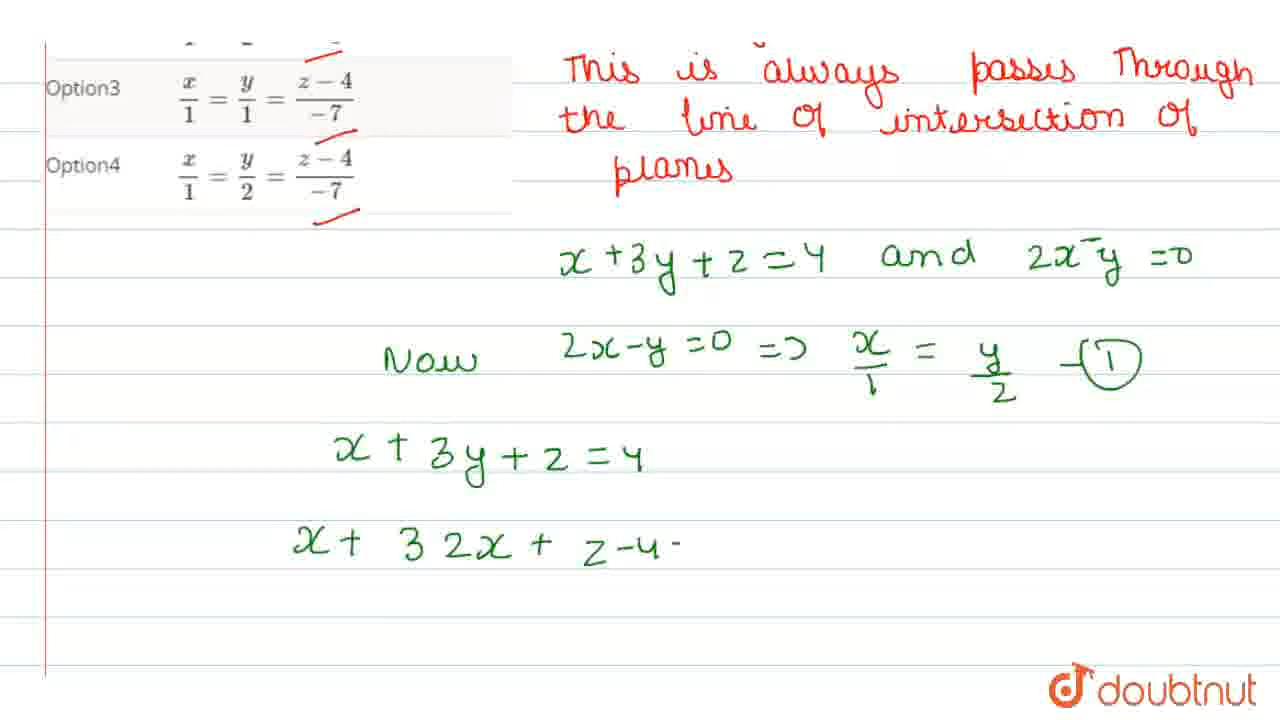 Option3 x/1 = y/1 = z − 4/−7
Option4 x/1 = y/2 = z − 4/−7
This is always passes Through
the line of intersection of
planes
x + 3y + z = 4 and 2x - y = 0
Now 2x - y = 0 => x/1 = y/2 - 1
x + 3y + z = 4
x + 3 2x + z - 4 -
doubtnut